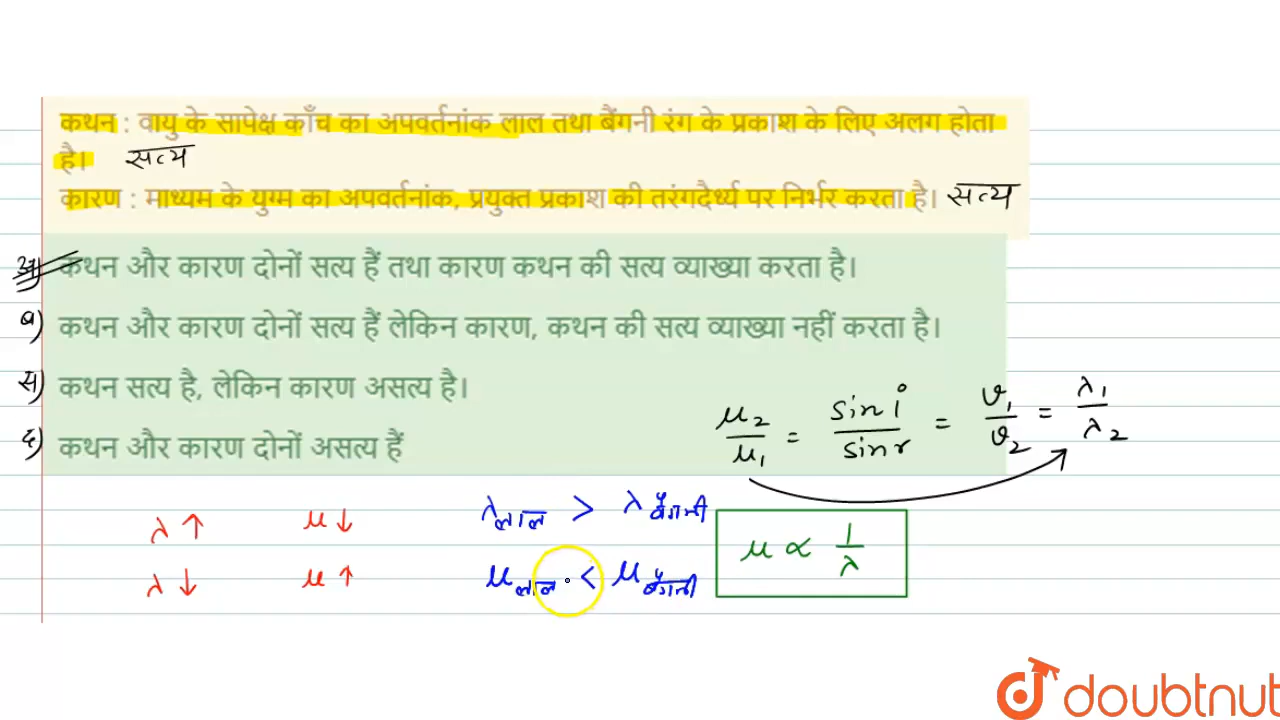 कथन : वायु के सापेक्ष काँच का अपवर्तनांक लाल तथा बैंगनी रंग के प्रकाश के लिए अलग होता
है। सत्य
कारण : माध्यम के युग्म का अपवर्तनांक, प्रयुक्त प्रकाश की तरंगदैर्ध्य पर निर्भर करता है। सत्य
अ) कथन और कारण दोनों सत्य हैं तथा कारण कथन की सत्य व्याख्या करता है।
ब) कथन और कारण दोनों सत्य हैं लेकिन कारण, कथन की सत्य व्याख्या नहीं करता है।
स) कथन सत्य है, लेकिन कारण असत्य है।
द) कथन और कारण दोनों असत्य हैं
μ2/μ1 = sin i/sin r = v1/v2 = λ1/λ2
λ↑ μ↓ λलाल > λबैंगनी
μ ∝ 1/λ
λ↓ μ↑ μलाल < μबैंगनी
doubtnut